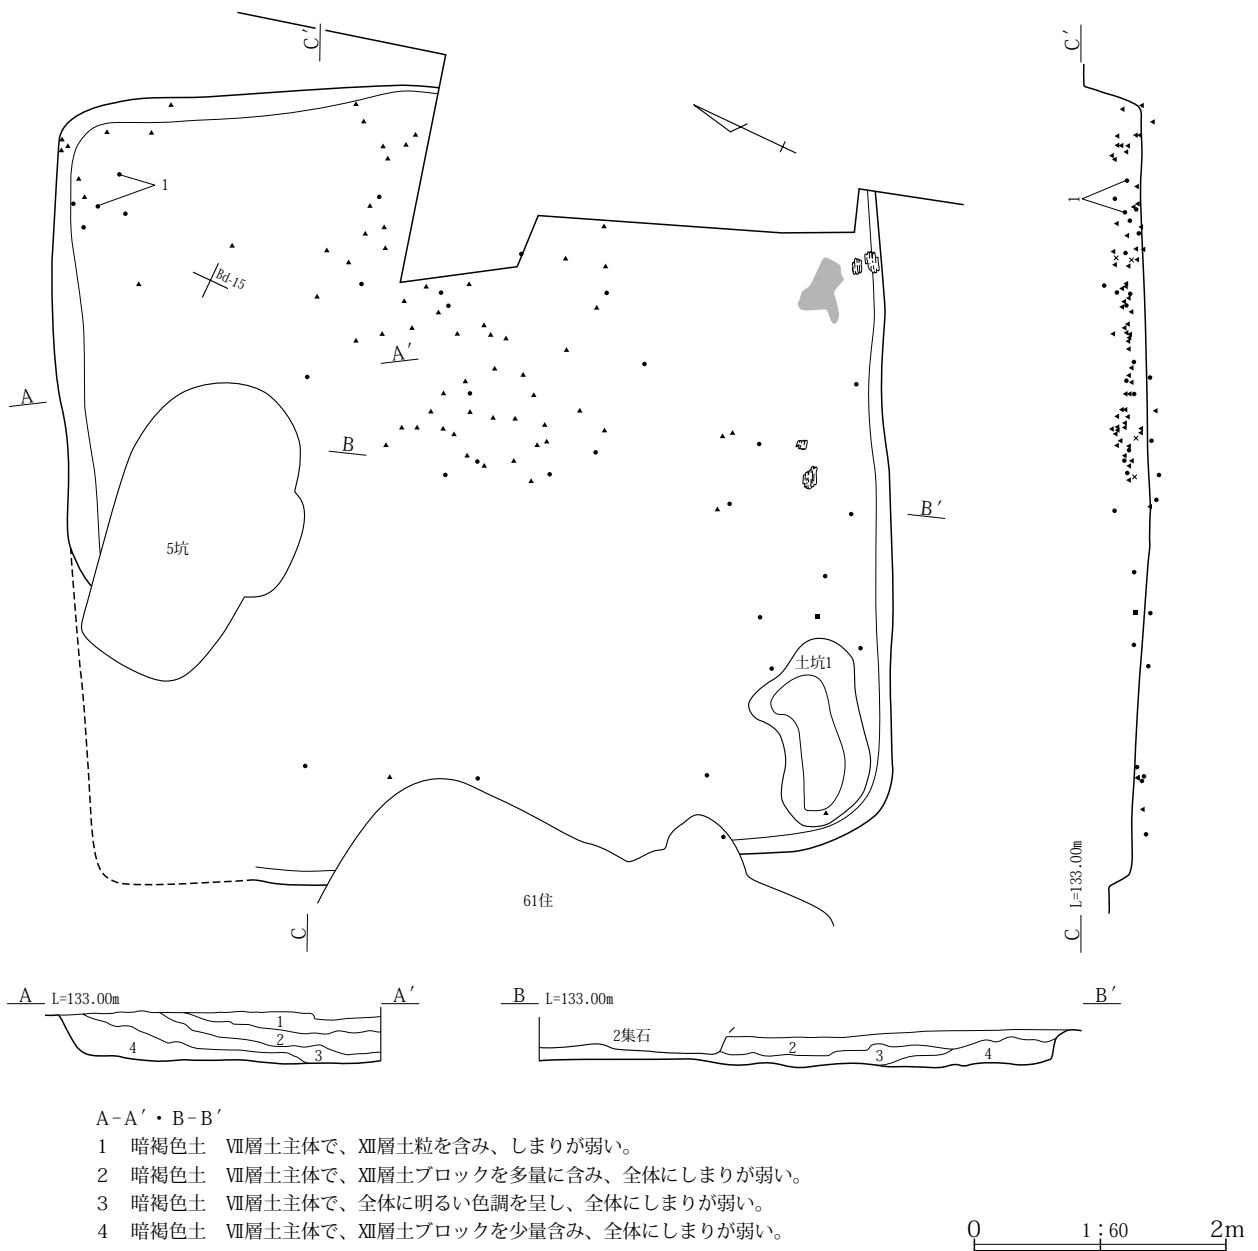 C′
C′
1
1
Bd-15
A′
A
B
B′
5坑
土坑1
61住
C
C L=133.00m
A L=133.00m A′
B L=133.00m B′
1
2
3
4
2集石
2
3
4
A-A′・B-B′
1 暗褐色土 Ⅶ層土主体で、Ⅻ層土粒を含み、しまりが弱い。
2 暗褐色土 Ⅶ層土主体で、Ⅻ層土ブロックを多量に含み、全体にしまりが弱い。
3 暗褐色土 Ⅶ層土主体で、全体に明るい色調を呈し、全体にしまりが弱い。
4 暗褐色土 Ⅶ層土主体で、Ⅻ層土ブロックを少量含み、全体にしまりが弱い。
0 1:60 2m